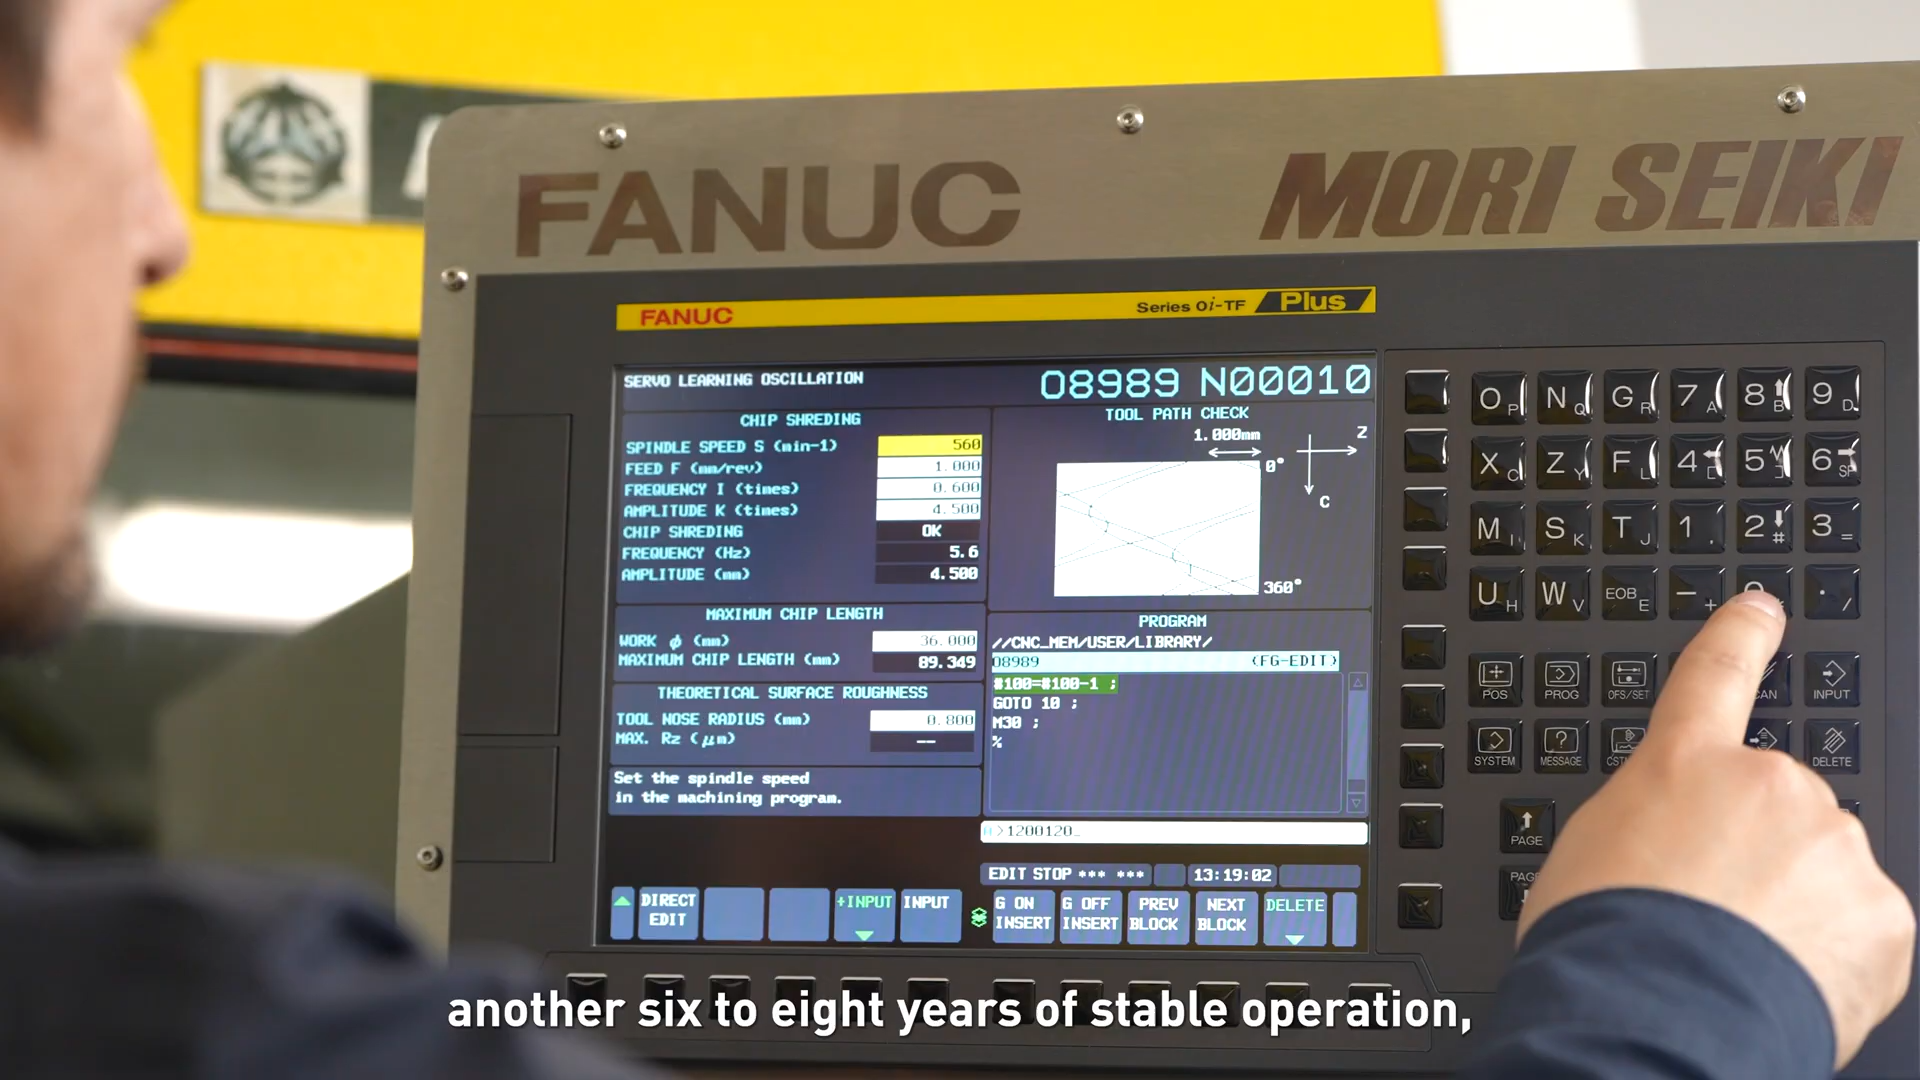 FANUC
MORI SEIKI
FANUC
Series 0i-TF Plus
SERVO LEARNING OSCILLATION
O8989 N00010
CHIP SHREDING
SPINDLE SPEED S (min-1) 560
FEED F (mm/rev) 1.000
FREQUENCY I (times) 0.600
AMPLITUDE K (times) 4.500
CHIP SHREDING OK
FREQUENCY (Hz) 5.6
AMPLITUDE (mm) 4.500
MAXIMUM CHIP LENGTH
WORK ϕ (mm) 36.000
MAXIMUM CHIP LENGTH (mm) 89.349
THEORETICAL SURFACE ROUGHNESS
TOOL NOSE RADIUS (mm) 0.800
MAX. Rz (μm) --
Set the spindle speed
in the machining program.
TOOL PATH CHECK
1.000mm
Z
0°
C
360°
PROGRAM
//CNC_MEM/USER/LIBRARY/
O8989 (FG-EDIT)
#100=#100-1 ;
GOTO 10 ;
M30 ;
%
>1200120_
EDIT STOP *** ***
13:19:02
DIRECT EDIT
+INPUT
INPUT
G ON INSERT
G OFF INSERT
PREV BLOCK
NEXT BLOCK
DELETE
O P N Q G R 7 A 8 B 9 D
X C Z Y F L 4 [ 5 ] 6 SP
M I S K T J 1 , 2 # 3 =
U H W V EOB E - + . /
POS PROG OFS/SET CAN INPUT
SYSTEM MESSAGE DELETE
PAGE
another six to eight years of stable operation,